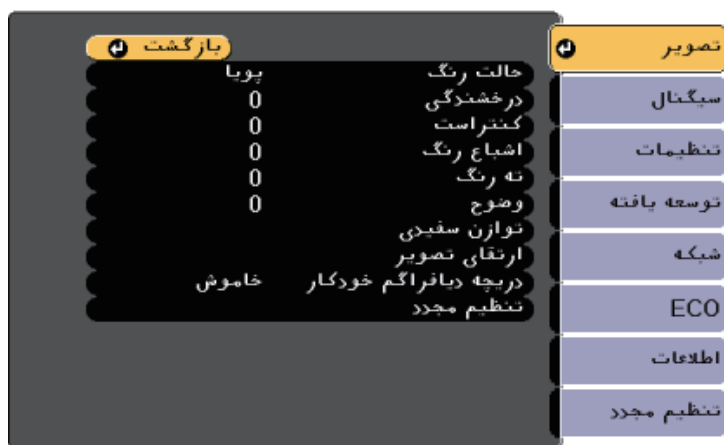 تصویر
سیگنال
تنظیمات
توسعه یافته
شبکه
ECO
اطلاعات
تنظیم مجدد
بازگشت
حالت رنگ پویا
درخشندگی 0
کنتراست 0
اشباع رنگ 0
ته رنگ 0
وضوح 0
توازن سفیدی
ارتقای تصویر
دریچه دیافراگم خودکار خاموش
تنظیم مجدد